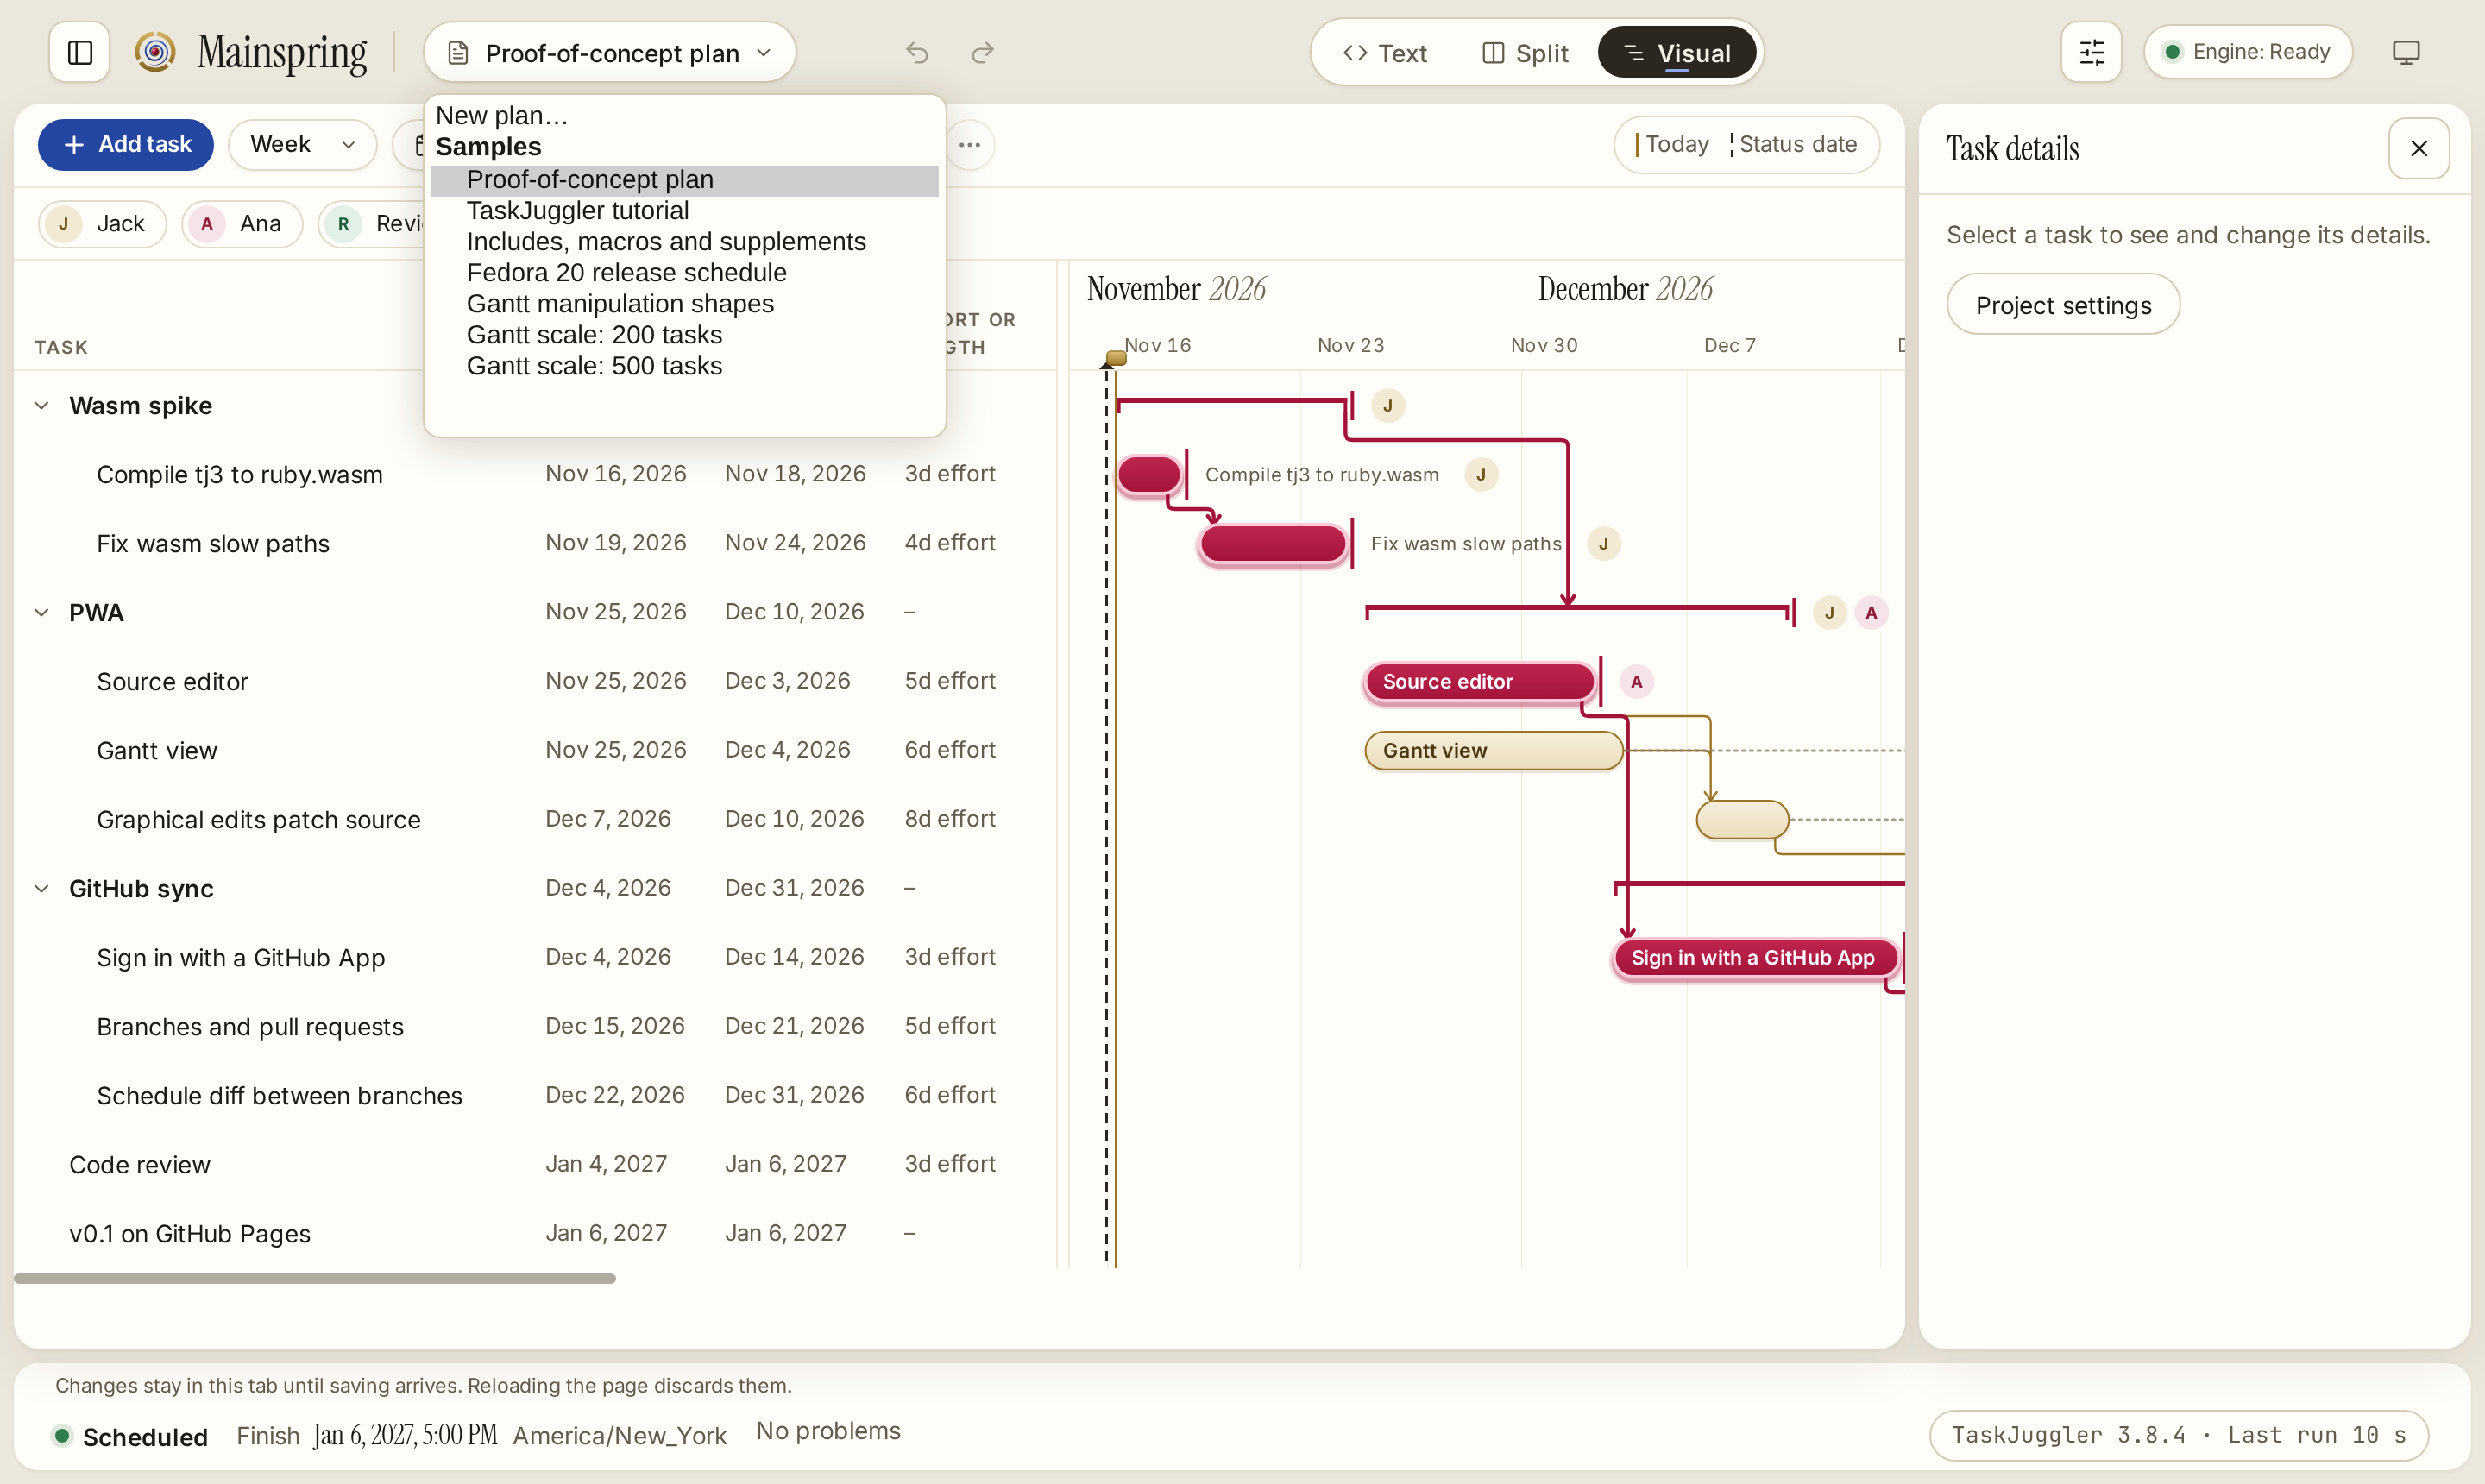 Mainspring
Proof-of-concept plan
Text
Split
Visual
Engine: Ready
New plan…
Samples
Proof-of-concept plan
TaskJuggler tutorial
Includes, macros and supplements
Fedora 20 release schedule
Gantt manipulation shapes
Gantt scale: 200 tasks
Gantt scale: 500 tasks
Add task
Week
Today
Status date
J Jack
A Ana
R
TASK
ORT OR
GTH
November 2026
December 2026
Nov 16
Nov 23
Nov 30
Dec 7
Wasm spike
J
Compile tj3 to ruby.wasm Nov 16, 2026 Nov 18, 2026 3d effort
Compile tj3 to ruby.wasm J
Fix wasm slow paths Nov 19, 2026 Nov 24, 2026 4d effort
Fix wasm slow paths J
PWA Nov 25, 2026 Dec 10, 2026 –
J A
Source editor Nov 25, 2026 Dec 3, 2026 5d effort
Source editor A
Gantt view Nov 25, 2026 Dec 4, 2026 6d effort
Gantt view
Graphical edits patch source Dec 7, 2026 Dec 10, 2026 8d effort
GitHub sync Dec 4, 2026 Dec 31, 2026 –
Sign in with a GitHub App Dec 4, 2026 Dec 14, 2026 3d effort
Sign in with a GitHub App
Branches and pull requests Dec 15, 2026 Dec 21, 2026 5d effort
Schedule diff between branches Dec 22, 2026 Dec 31, 2026 6d effort
Code review Jan 4, 2027 Jan 6, 2027 3d effort
v0.1 on GitHub Pages Jan 6, 2027 Jan 6, 2027 –
Task details
Select a task to see and change its details.
Project settings
Changes stay in this tab until saving arrives. Reloading the page discards them.
Scheduled Finish Jan 6, 2027, 5:00 PM America/New_York No problems
TaskJuggler 3.8.4 · Last run 10 s